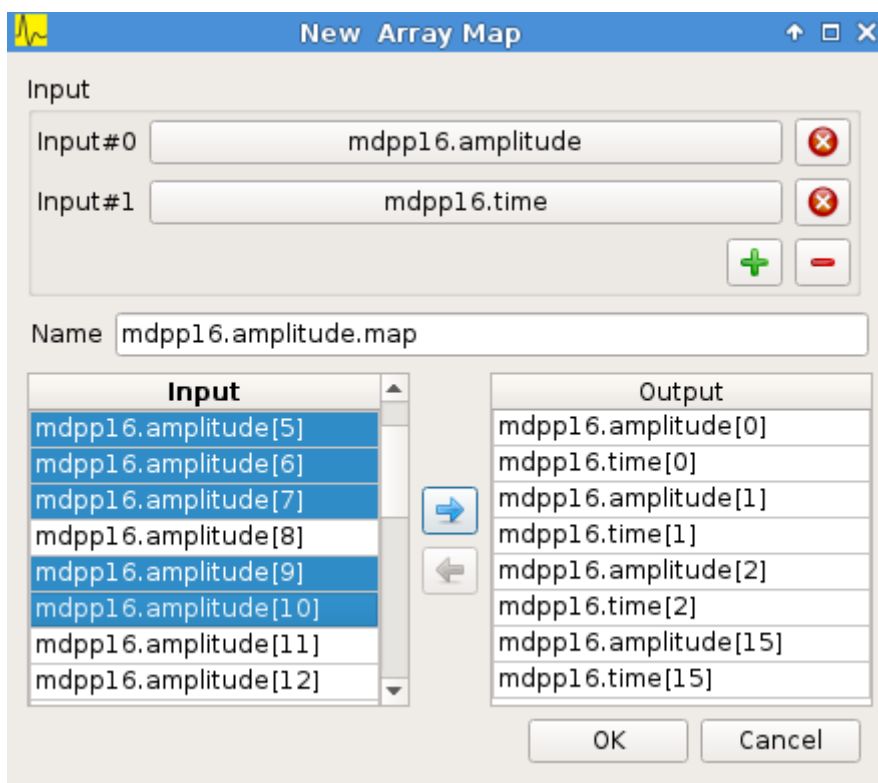 New Array Map
Input
Input#0 mdpp16.amplitude
Input#1 mdpp16.time
Name mdpp16.amplitude.map
Input
mdpp16.amplitude[5]
mdpp16.amplitude[6]
mdpp16.amplitude[7]
mdpp16.amplitude[8]
mdpp16.amplitude[9]
mdpp16.amplitude[10]
mdpp16.amplitude[11]
mdpp16.amplitude[12]
Output
mdpp16.amplitude[0]
mdpp16.time[0]
mdpp16.amplitude[1]
mdpp16.time[1]
mdpp16.amplitude[2]
mdpp16.time[2]
mdpp16.amplitude[15]
mdpp16.time[15]
OK Cancel